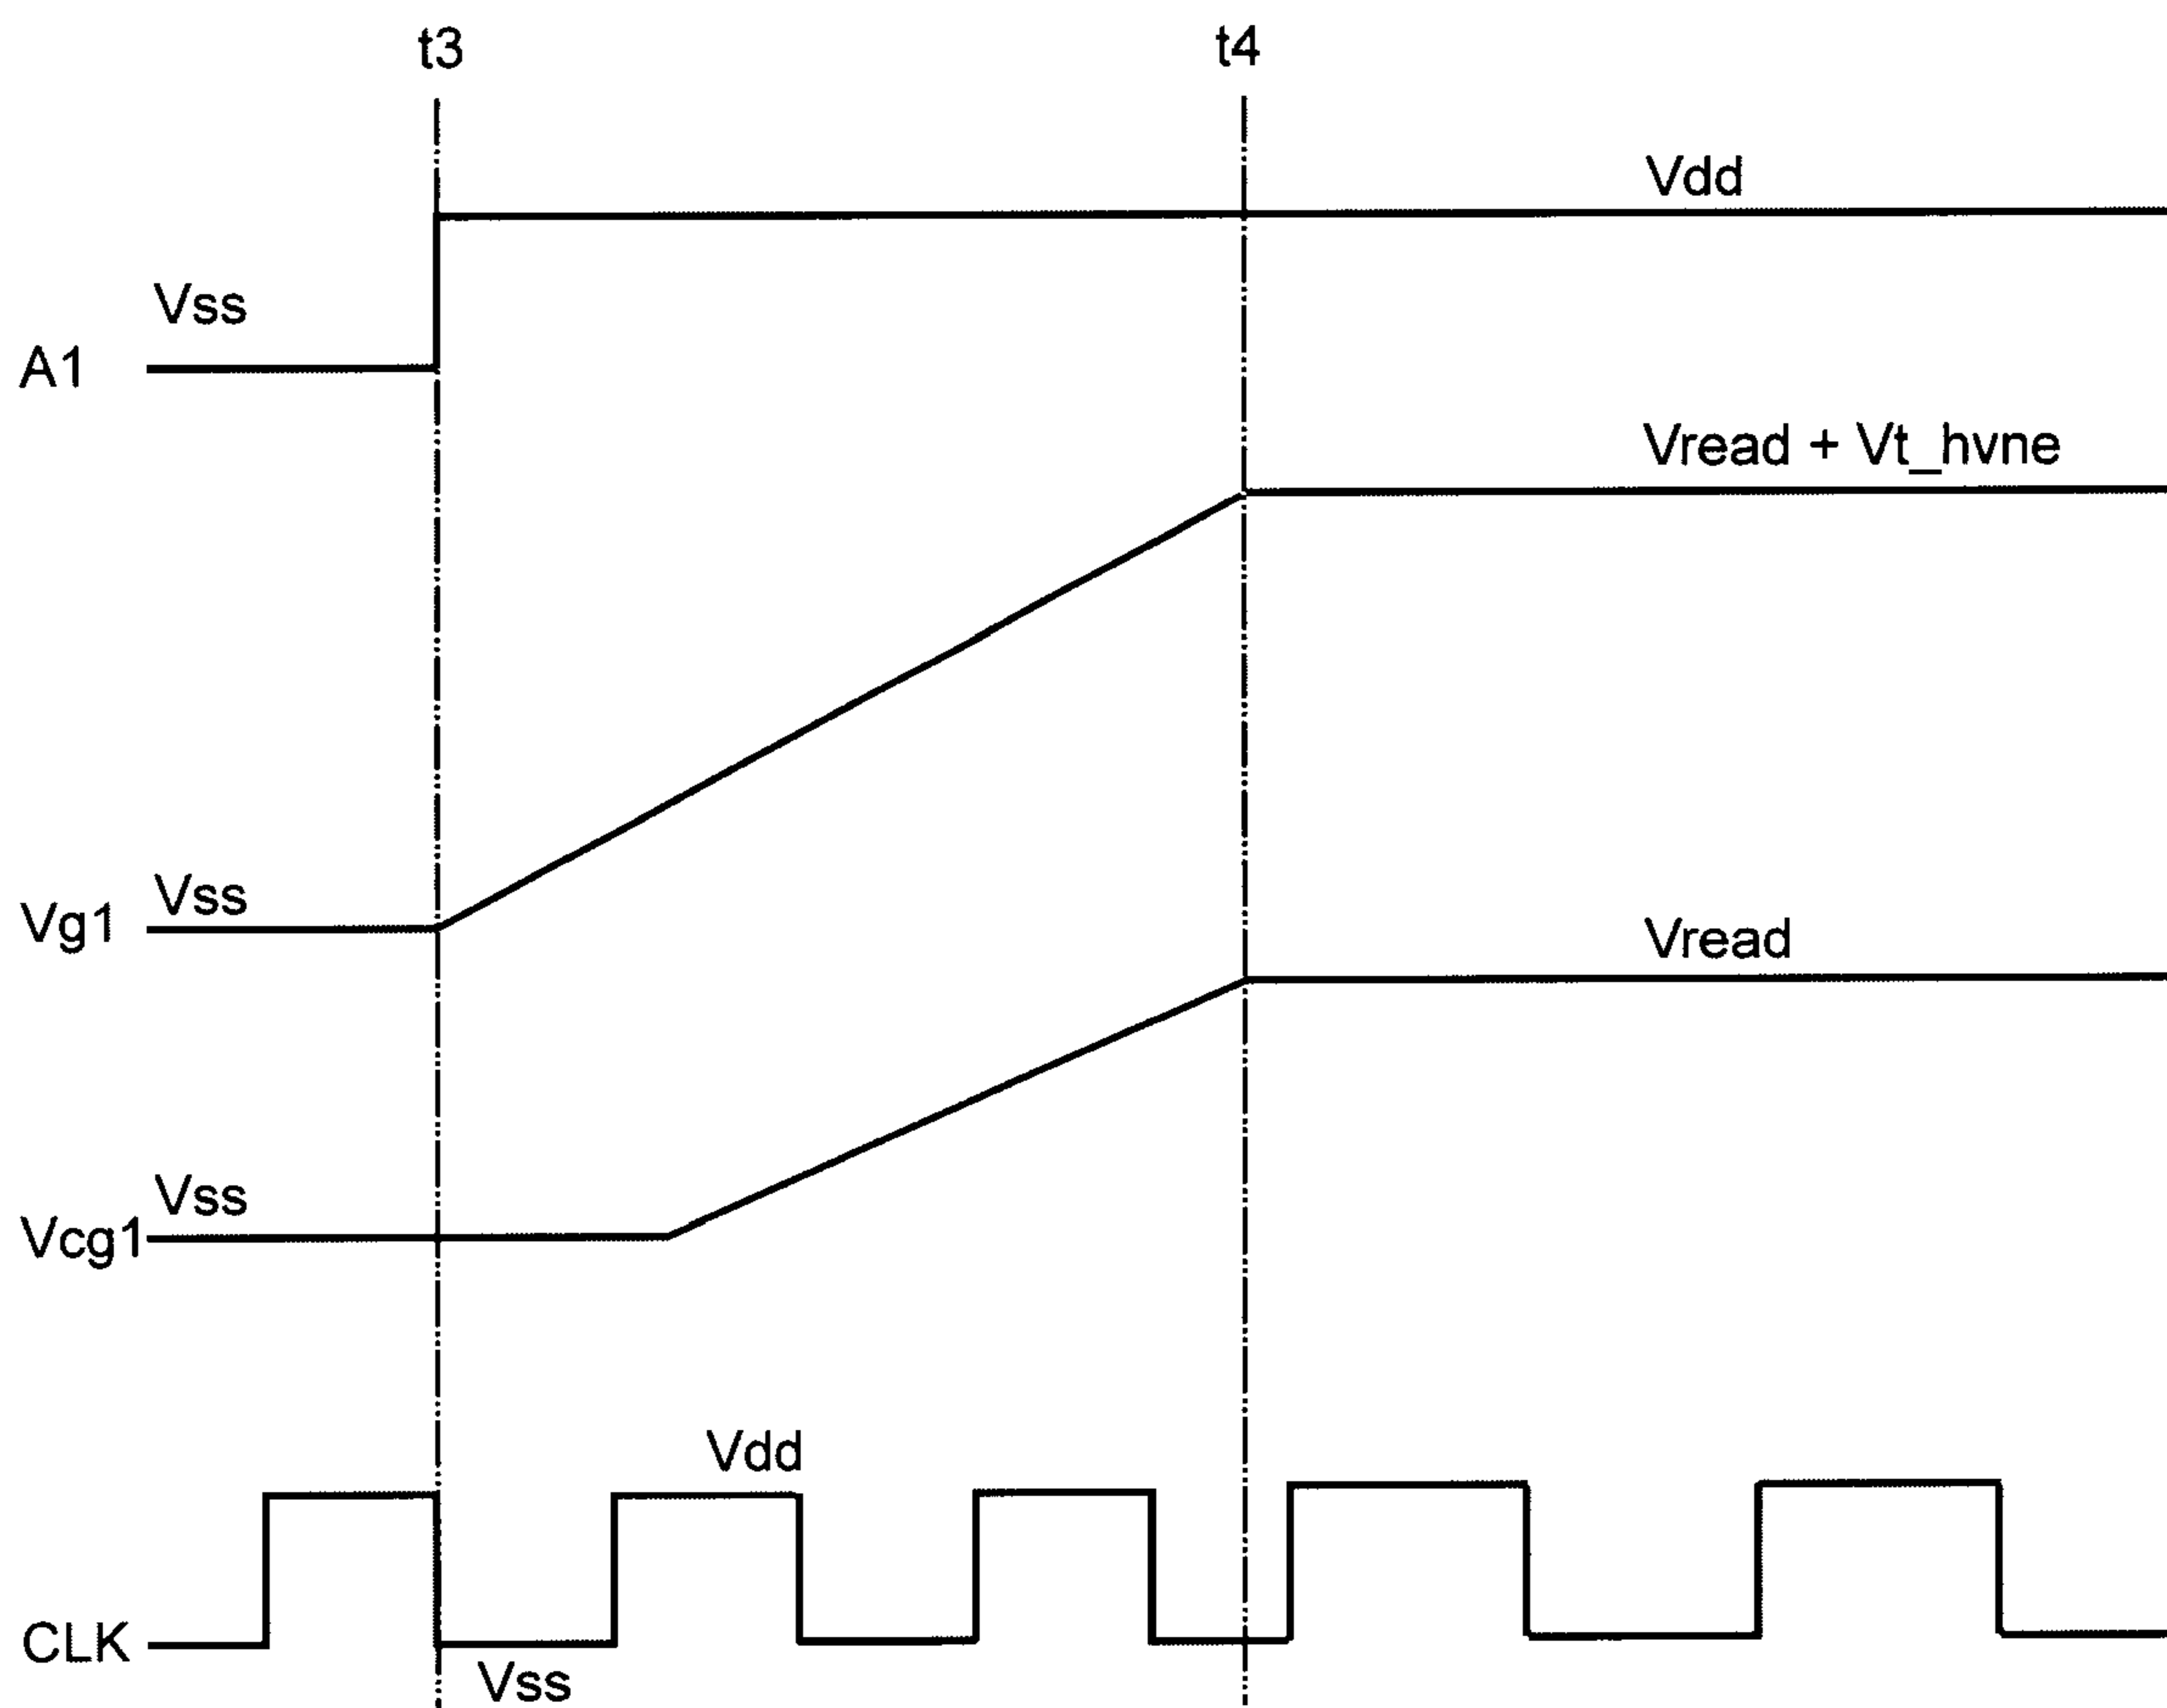 t3 t4
Vdd
Vss
A1
Vread + Vt_hvne
Vss
Vg1
Vread
Vss
Vcg1
Vdd
CLK
Vss